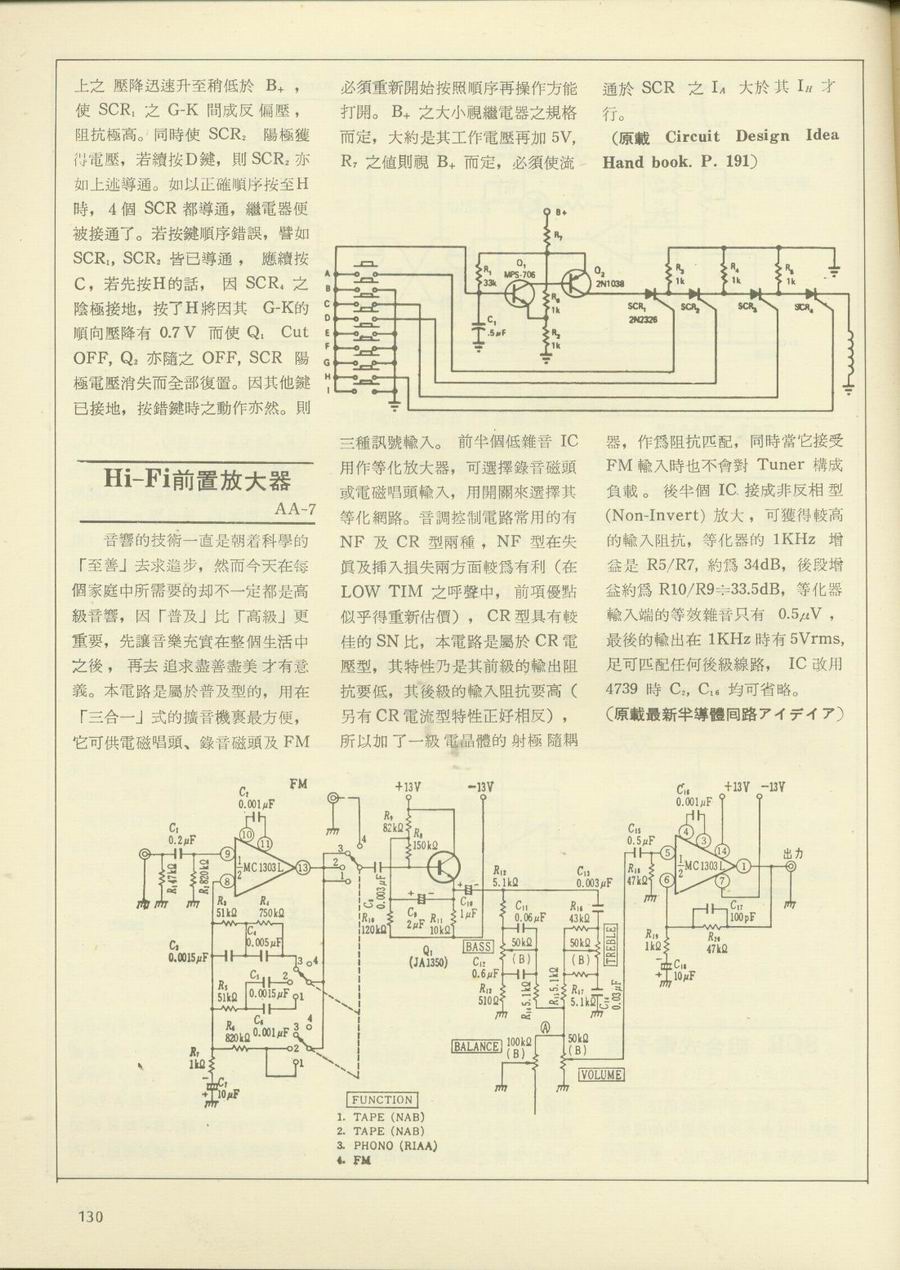 上之 壓降迅速升至稍低於 B+ ，
使 SCR₁ 之 G-K 間成反 偏壓，
阻抗極高。同時使 SCR₂ 陽極獲
得電壓，若續按D鍵，則 SCR₂ 亦
如上述導通。如以正確順序按至H
時， 4 個 SCR 都導通，繼電器便
被接通了。若按鍵順序錯誤，譬如
SCR₁, SCR₂ 皆已導通， 應續按
C，若先按H的話， 因 SCR₄ 之
陰極接地，按了H將因其 G-K的
順向壓降有 0.7 V 而使 Q₁ Cut
OFF, Q₂ 亦隨之 OFF, SCR 陽
極電壓消失而全部復置。因其他鍵
已接地，按錯鍵時之動作亦然。則
必須重新開始按照順序再操作方能
打開。 B+ 之大小視繼電器之規格
而定，大約是其工作電壓再加 5V,
R₇ 之値則視 B+ 而定，必須使流
通於 SCR 之 I_A 大於其 I_H 才
行。
(原載 Circuit Design Idea
Hand book. P. 191)
B+
R₇
Q₁
MPS-706
Q₂
2N1038
R₁
33k
R₆
1k
R₂
1k
C₁
.5μF
R₃
1k
R₄
1k
R₅
1k
SCR₁
2N2326
SCR₂
SCR₃
SCR₄
A
B
C
D
E
F
G
H
I
Hi-Fi前置放大器
AA-7
音響的技術一直是朝着科學的
「至善」去求進步，然而今天在每
個家庭中所需要的却不一定都是高
級音響，因「普及」比「高級」更
重要，先讓音樂充實在整個生活中
之後， 再去 追求盡善盡美 才有意
義。本電路是屬於普及型的，用在
「三合一」式的擴音機裏最方便，
它可供電磁唱頭、錄音磁頭及 FM
三種訊號輸入。 前半個低雜音 IC
用作等化放大器，可選擇錄音磁頭
或電磁唱頭輸入，用開關來選擇其
等化網路。音調控制電路常用的有
NF 及 CR 型兩種，NF 型在失
眞及挿入損失兩方面較爲有利（在
LOW TIM 之呼聲中， 前項優點
似乎得重新估價），CR 型具有較
佳的 SN 比，本電路是屬於 CR 電
壓型，其特性乃是其前級的輸出阻
抗要低，其後級的輸入阻抗要高（
另有 CR 電流型特性正好相反），
所以加 了一級 電晶體的 射極 隨耦
器，作爲阻抗匹配，同時當它接受
FM 輸入時也不會對 Tuner 構成
負載 。 後半個 IC 接成非反相 型
(Non-Invert) 放大，可獲得較高
的輸入阻抗，等化器的 1KHz 增
益是 R5/R7, 約爲 34dB，後段增
益約爲 R10/R9≒33.5dB，等化器
輸入端的等效雜音只有 0.5μV ，
最後的輸出在 1KHz 時有 5Vrms,
足可匹配任何後級線路， IC 改用
4739 時 C₂, C₁₆ 均可省略。
（原載最新半導體回路アイデイア）
C₁
0.2μF
R₁ 47kΩ
R₂ 820kΩ
C₂
0.001μF
FM
⑩
⑪
⑨
⑧
½ MC1303L
⑬
R₃
51kΩ
R₄
750kΩ
C₃
0.0015μF
C₄
0.005μF
R₅
51kΩ
C₅
0.0015μF
C₆
0.001μF
R₆
820kΩ
R₇
1kΩ
C₇
10μF
+13V
−13V
R₉
82kΩ
R₈
150kΩ
C₈
0.003μF
R₁₀
120kΩ
C₉
2μF
R₁₁
10kΩ
C₁₀
1μF
Q₁
(JA1350)
R₁₂
5.1kΩ
C₁₁
0.06μF
BASS
50kΩ
(B)
C₁₂
0.6μF
R₁₃
510Ω
R₁₄ 5.1kΩ
R₁₅ 5.1kΩ
C₁₃
0.003μF
R₁₆
43kΩ
50kΩ
(B)
TREBLE
R₁₇
5.1kΩ
C₁₄
0.03μF
Ⓐ
BALANCE
100kΩ
(B)
50kΩ
(B)
VOLUME
C₁₅
0.5μF
R₁₈
47kΩ
C₁₆
0.001μF
+13V
−13V
④
③
⑭
⑤
⑥
⑦
½ MC1303L
①
出力
C₁₇
100pF
R₁₉
1kΩ
R₂₀
47kΩ
C₁₈
10μF
FUNCTION
1. TAPE (NAB)
2. TAPE (NAB)
3. PHONO (RIAA)
4. FM
130